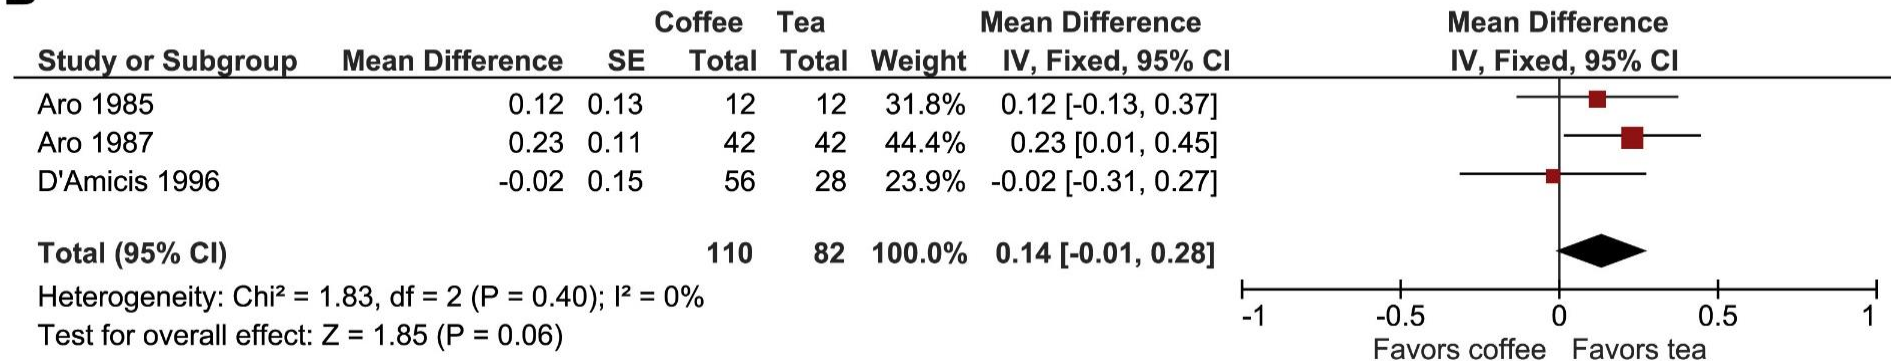 Coffee Tea Mean Difference Mean Difference
Study or Subgroup Mean Difference SE Total Total Weight IV, Fixed, 95% CI IV, Fixed, 95% CI
Aro 1985 0.12 0.13 12 12 31.8% 0.12 [-0.13, 0.37]
Aro 1987 0.23 0.11 42 42 44.4% 0.23 [0.01, 0.45]
D'Amicis 1996 -0.02 0.15 56 28 23.9% -0.02 [-0.31, 0.27]
Total (95% CI) 110 82 100.0% 0.14 [-0.01, 0.28]
Heterogeneity: Chi² = 1.83, df = 2 (P = 0.40); I² = 0%
Test for overall effect: Z = 1.85 (P = 0.06)
-1 -0.5 0 0.5 1
Favors coffee Favors tea